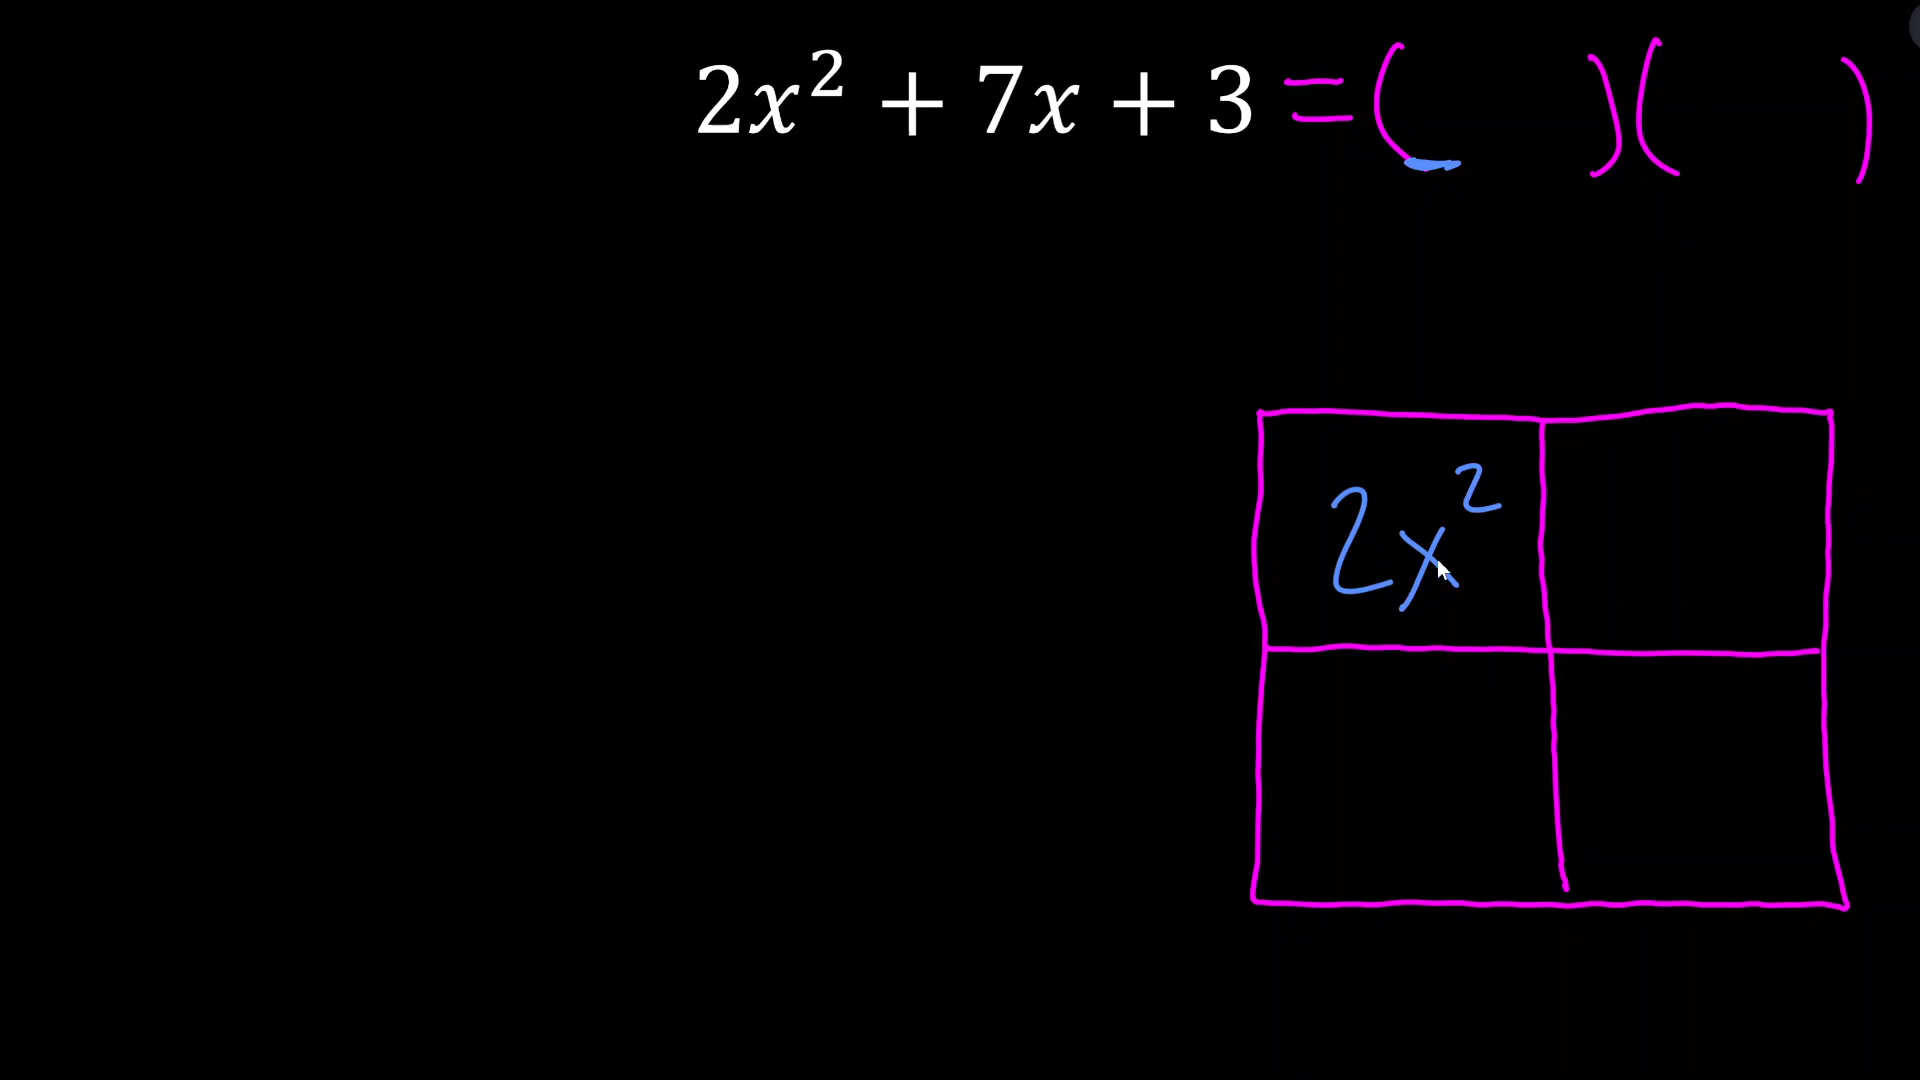 2x² + 7x + 3 = (  )(  )
2x²